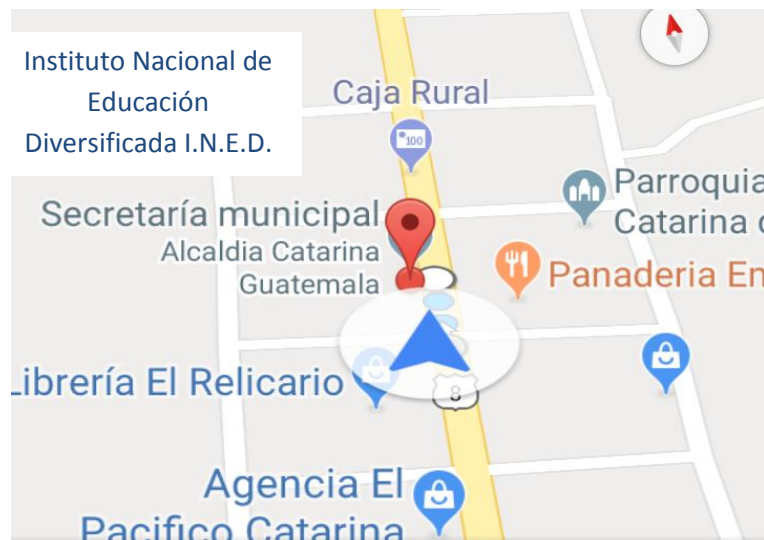 Instituto Nacional de
Educación
Diversificada I.N.E.D.
Caja Rural
100
Parroquia
Catarina
Secretaría municipal
Alcaldia Catarina
Guatemala
Panaderia En
Librería El Relicario
8
Agencia El
Pacifico Catarina